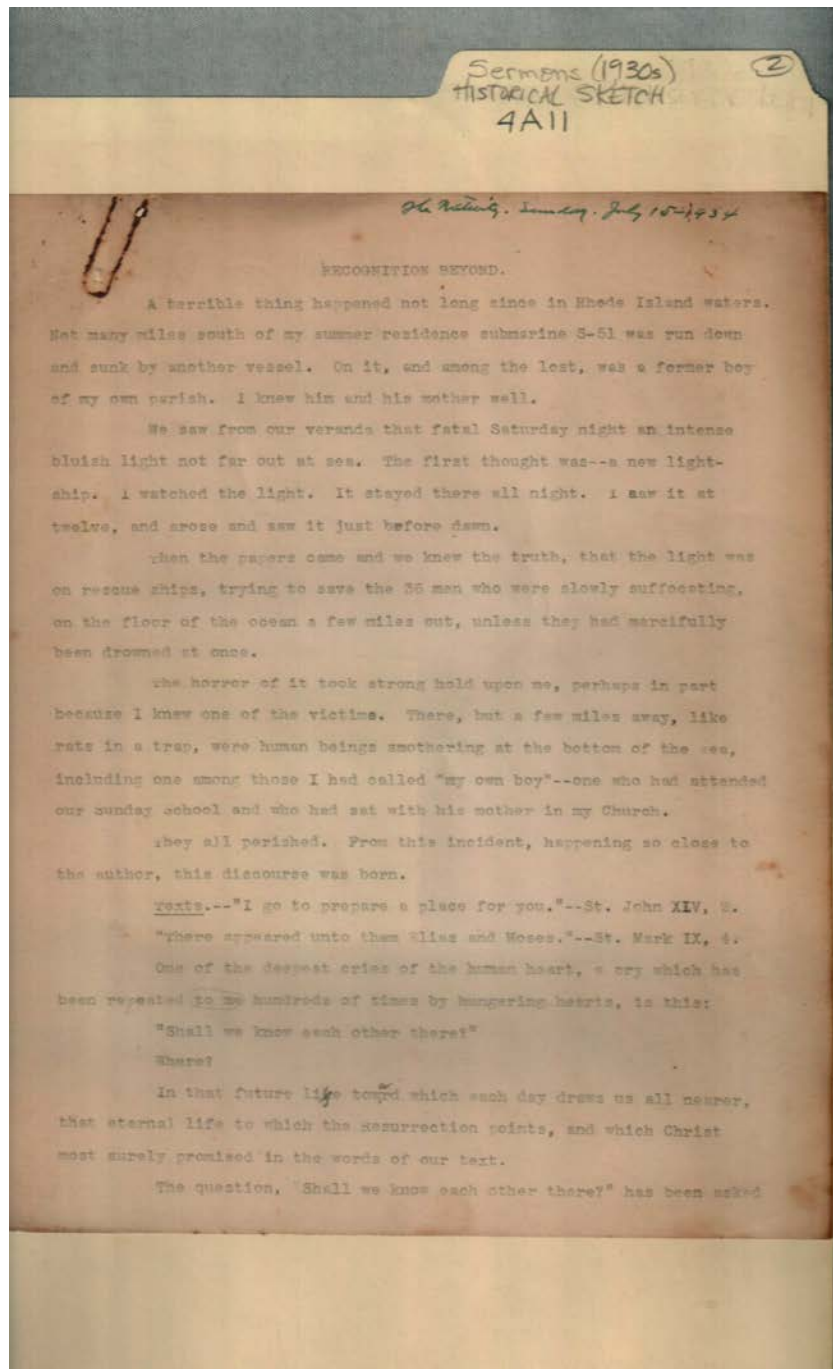 Sermons (1930s) 2
HISTORICAL SKETCH
4A11
The Nativity. Sunday. July 15-1934
RECOGNITION BEYOND.
A terrible thing happened not long since in Rhode Island waters.
Not many miles south of my summer residence submarine S-51 was run down
and sunk by another vessel. On it, and among the lost, was a former boy
of my own parish. I knew him and his mother well.
We saw from our veranda that fatal Saturday night an intense
bluish light not far out at sea. The first thought was--a new light-
ship. I watched the light. It stayed there all night. I saw it at
twelve, and arose and saw it just before dawn.
Then the papers came and we knew the truth, that the light was
on rescue ships, trying to save the 36 men who were slowly suffocating,
on the floor of the ocean a few miles out, unless they had mercifully
been drowned at once.
The horror of it took strong hold upon me, perhaps in part
because I knew one of the victims. There, but a few miles away, like
rats in a trap, were human beings smothering at the bottom of the sea,
including one among those I had called "my own boy"--one who had attended
our Sunday School and who had sat with his mother in my Church.
They all perished. From this incident, happening so close to
the author, this discourse was born.
Texts.--"I go to prepare a place for you."--St. John XIV, 2.
"There appeared unto them Elias and Moses."--St. Mark IX, 4.
One of the deepest cries of the human heart, a cry which has
been repeated to me hundreds of times by hungering hearts, is this:
"Shall we know each other there?"
Where?
In that future life toward which each day draws us all nearer,
that eternal life to which the Resurrection points, and which Christ
most surely promised in the words of our text.
The question, "Shall we know each other there?" has been asked